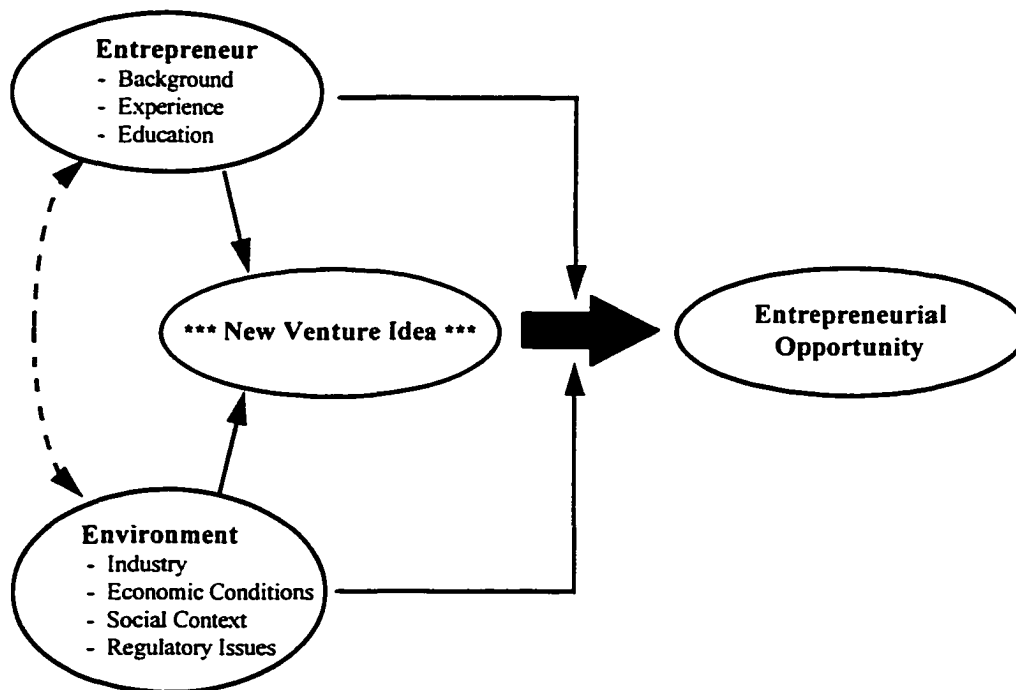 Entrepreneur
- Background
- Experience
- Education
*** New Venture Idea ***
Entrepreneurial
Opportunity
Environment
- Industry
- Economic Conditions
- Social Context
- Regulatory Issues